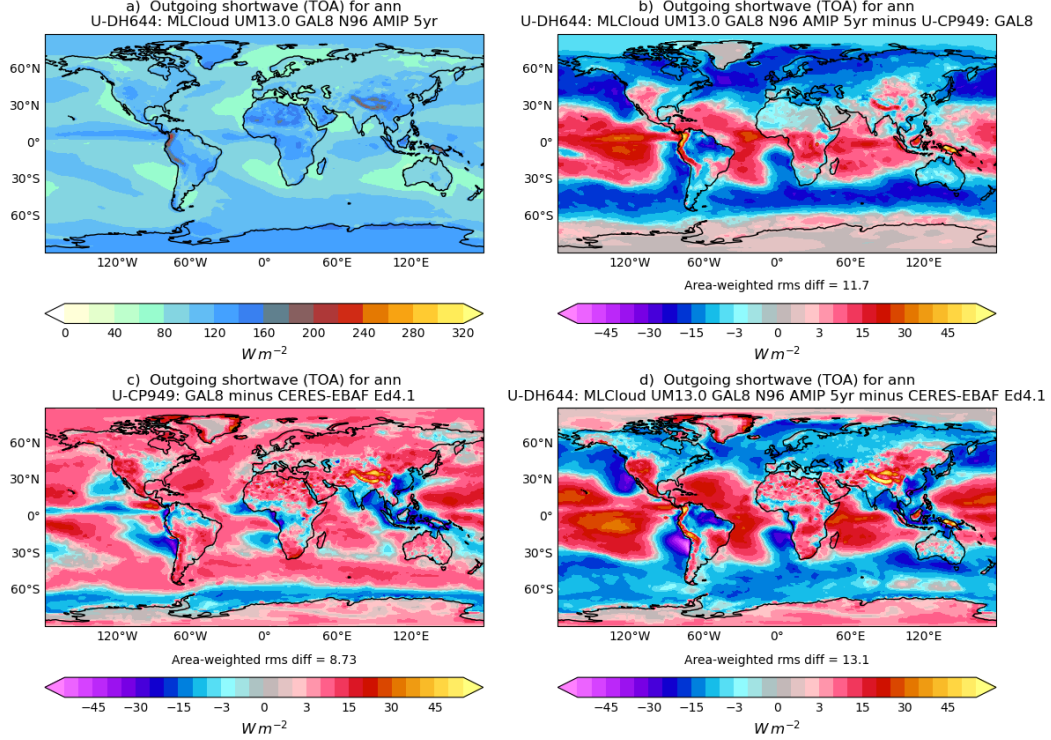 a) Outgoing shortwave (TOA) for ann
U-DH644: MLCloud UM13.0 GAL8 N96 AMIP 5yr
60°N
30°N
0°
30°S
60°S
120°W 60°W 0° 60°E 120°E
0 40 80 120 160 200 240 280 320
W m⁻²
b) Outgoing shortwave (TOA) for ann
U-DH644: MLCloud UM13.0 GAL8 N96 AMIP 5yr minus U-CP949: GAL8
60°N
30°N
0°
30°S
60°S
120°W 60°W 0° 60°E 120°E
Area-weighted rms diff = 11.7
−45 −30 −15 −3 0 3 15 30 45
W m⁻²
c) Outgoing shortwave (TOA) for ann
U-CP949: GAL8 minus CERES-EBAF Ed4.1
60°N
30°N
0°
30°S
60°S
120°W 60°W 0° 60°E 120°E
Area-weighted rms diff = 8.73
−45 −30 −15 −3 0 3 15 30 45
W m⁻²
d) Outgoing shortwave (TOA) for ann
U-DH644: MLCloud UM13.0 GAL8 N96 AMIP 5yr minus CERES-EBAF Ed4.1
60°N
30°N
0°
30°S
60°S
120°W 60°W 0° 60°E 120°E
Area-weighted rms diff = 13.1
−45 −30 −15 −3 0 3 15 30 45
W m⁻²